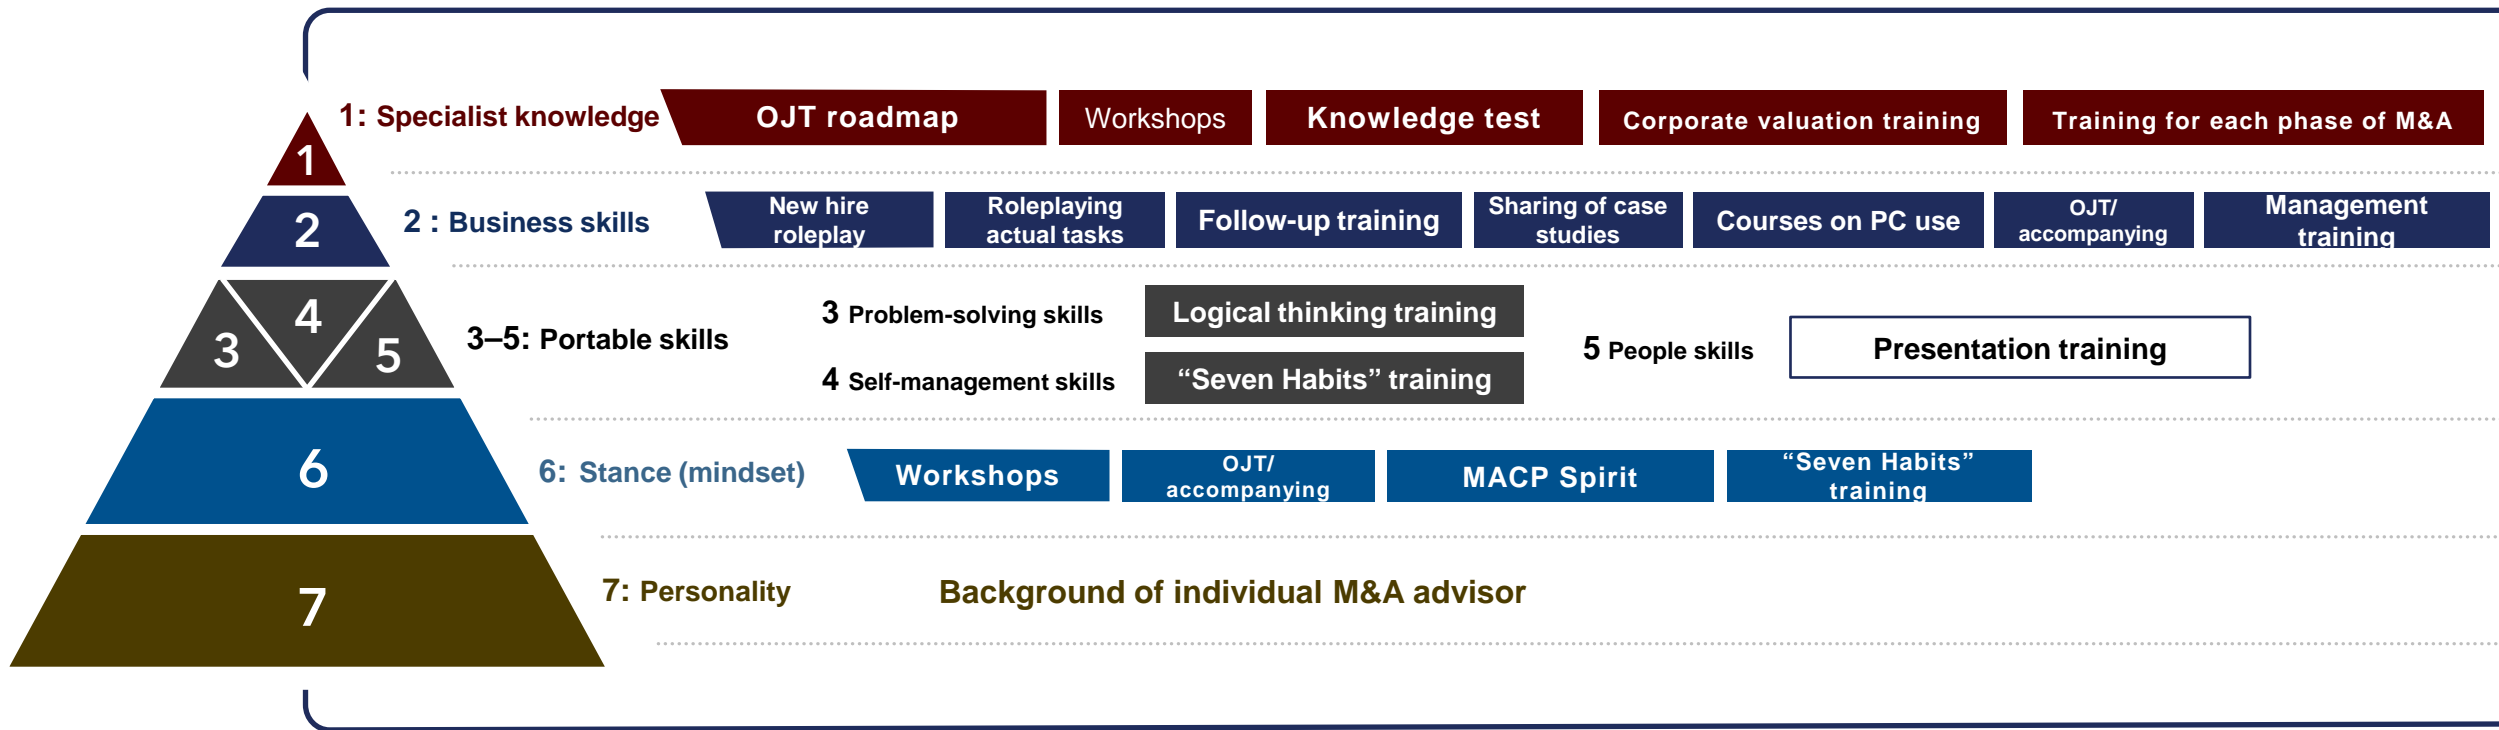 1
1: Specialist knowledge
OJT roadmap
Workshops
Knowledge test
Corporate valuation training
Training for each phase of M&A
2
2 : Business skills
New hire
roleplay
Roleplaying
actual tasks
Follow-up training
Sharing of case
studies
Courses on PC use
OJT/
accompanying
Management
training
3
4
5
3–5: Portable skills
3 Problem-solving skills
Logical thinking training
4 Self-management skills
“Seven Habits” training
5 People skills
Presentation training
6
6: Stance (mindset)
Workshops
OJT/
accompanying
MACP Spirit
“Seven Habits”
training
7
7: Personality
Background of individual M&A advisor